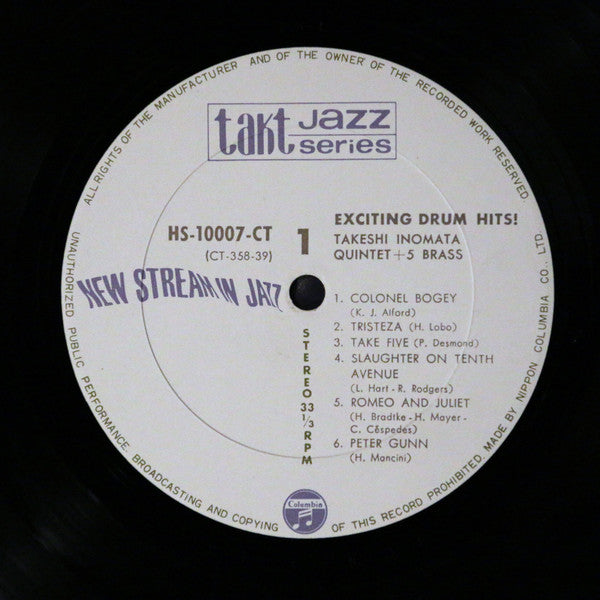 ALL RIGHTS OF THE MANUFACTURER AND OF THE OWNER OF THE RECORDED WORK RESERVED.
UNAUTHORIZED PUBLIC PERFORMANCE. BROADCASTING AND COPYING OF THIS RECORD PROHIBITED. MADE BY NIPPON COLUMBIA CO., LTD.
takt jazz
series
HS-10007-CT
(CT-358-39)
1
NEW STREAM IN JAZZ
EXCITING DRUM HITS!
TAKESHI INOMATA
QUINTET+5 BRASS
1. COLONEL BOGEY
(K. J. Alford)
2. TRISTEZA (H. Lobo)
3. TAKE FIVE (P. Desmond)
4. SLAUGHTER ON TENTH
AVENUE
(L. Hart - R. Rodgers)
5. ROMEO AND JULIET
(H. Bradtke - H. Mayer -
C. Cĕspedĕs)
6. PETER GUNN
(H. Mancini)
STEREO 33 1/3 RPM
Columbia